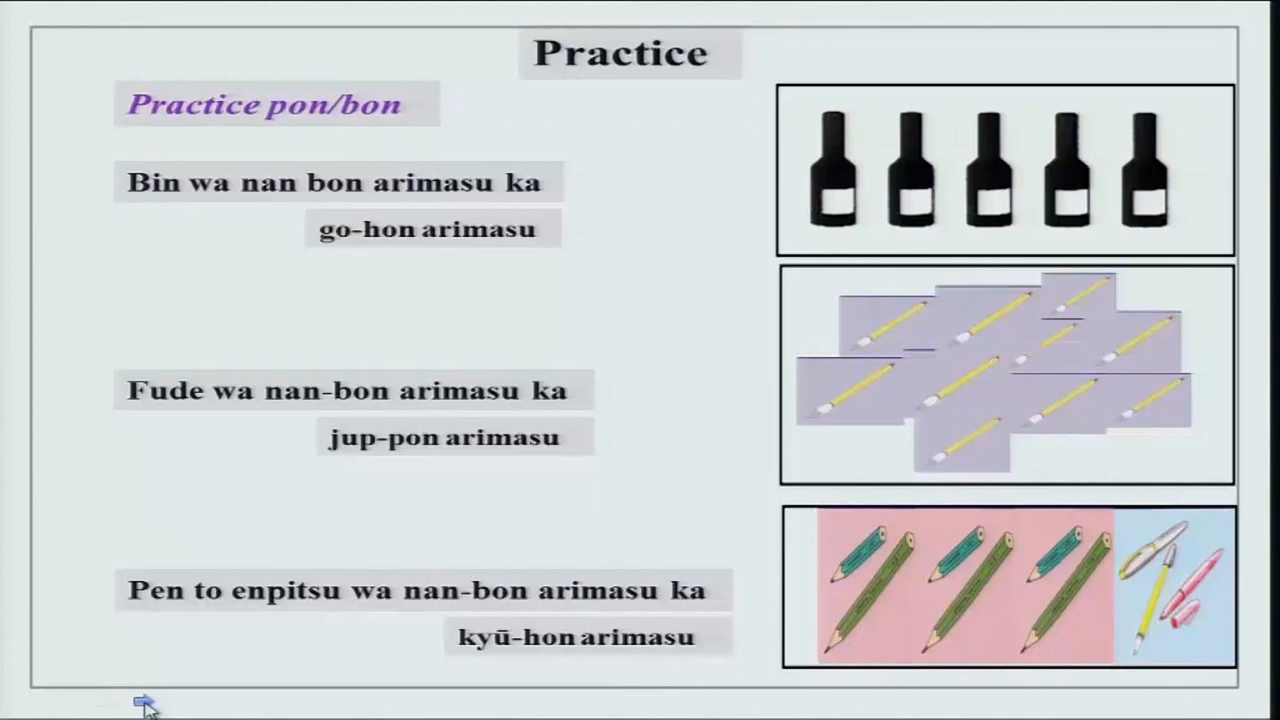 Practice
Practice pon/bon
Bin wa nan bon arimasu ka
go-hon arimasu
Fude wa nan-bon arimasu ka
jup-pon arimasu
Pen to enpitsu wa nan-bon arimasu ka
kyū-hon arimasu